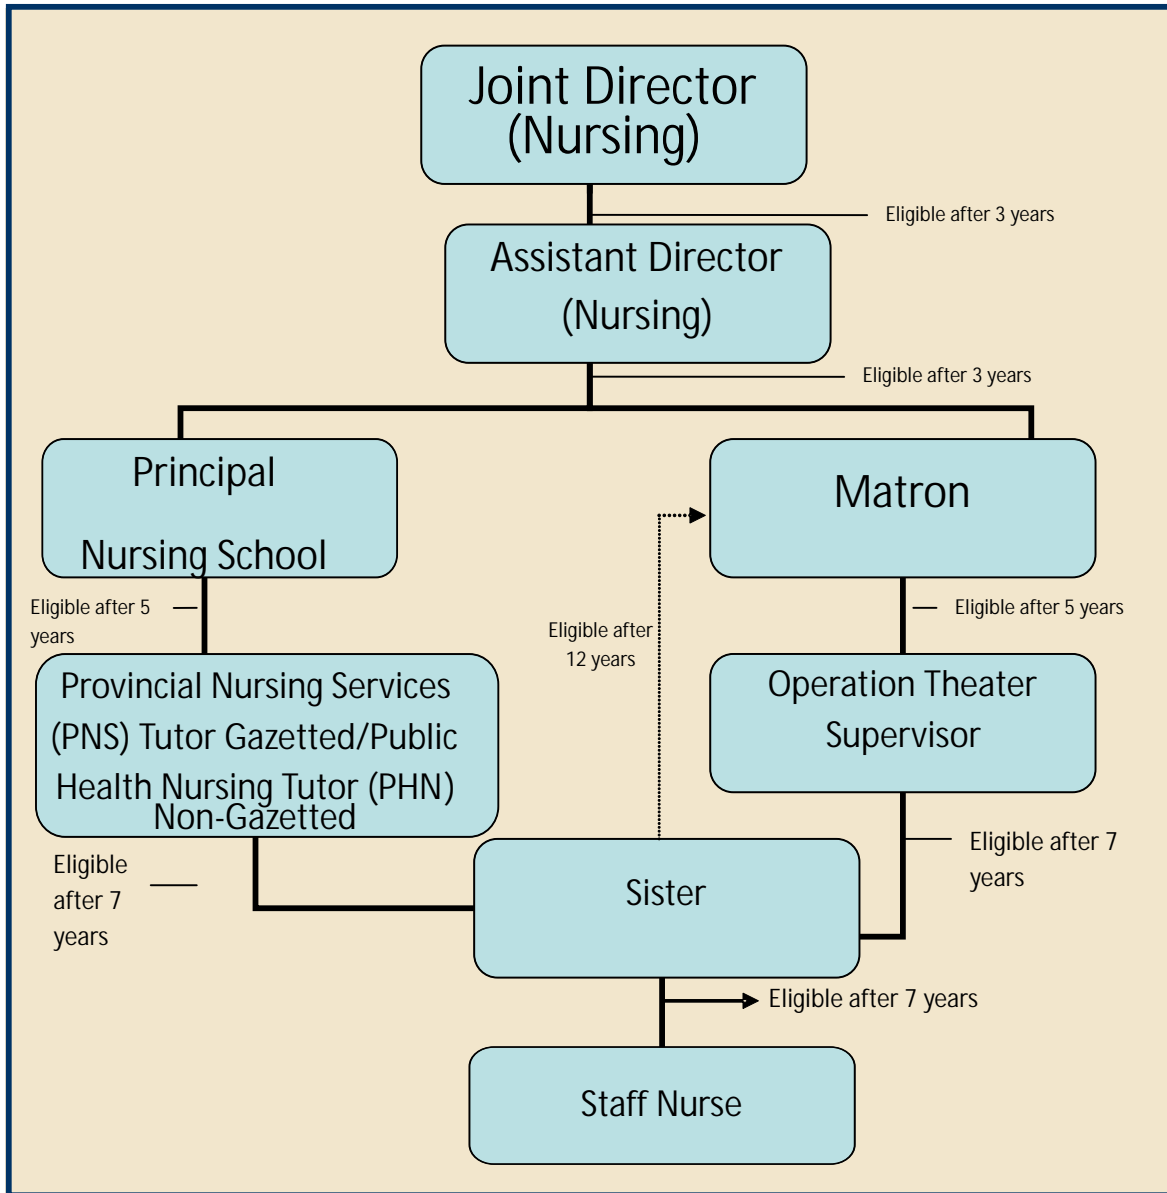 Joint Director
(Nursing)
Eligible after 3 years
Assistant Director
(Nursing)
Eligible after 3 years
Principal
Nursing School
Matron
Eligible after 5
years
Eligible after
12 years
Eligible after 5 years
Provincial Nursing Services
(PNS) Tutor Gazetted/Public
Health Nursing Tutor (PHN)
Non-Gazetted
Operation Theater
Supervisor
Eligible
after 7
years
Sister
Eligible after 7
years
Eligible after 7 years
Staff Nurse